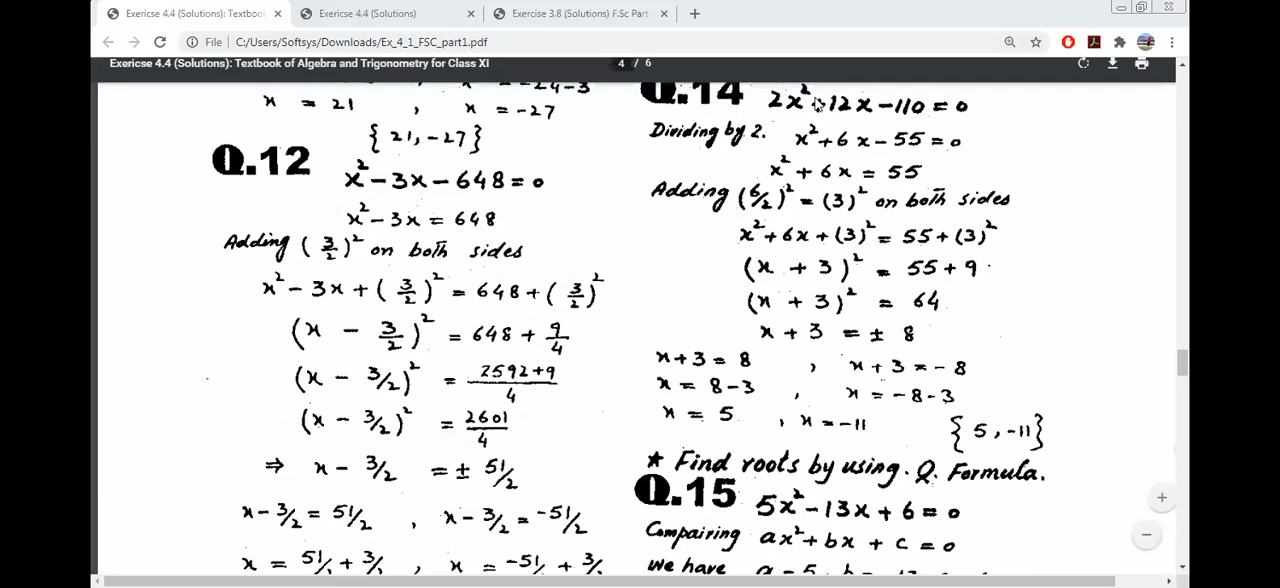 Exericse 4.4 (Solutions): Textboo
Exericse 4.4 (Solutions)
Exercise 3.8 (Solutions) F.Sc Part
File C:/Users/Softsys/Downloads/Ex_4_1_FSC_part1.pdf
Exericse 4.4 (Solutions): Textbook of Algebra and Trigonometry for Class XI
4 / 6
x = 21 , x = -27
{ 21, -27 }
Q.12 x² - 3x - 648 = 0
x² - 3x = 648
Adding (3/2)² on both sides
x² - 3x + (3/2)² = 648 + (3/2)²
(x - 3/2)² = 648 + 9/4
(x - 3/2)² = 2592+9/4
(x - 3/2)² = 2601/4
⇒ x - 3/2 = ± 51/2
x - 3/2 = 51/2 , x - 3/2 = -51/2
Q.14 2x² + 12x - 110 = 0
Dividing by 2. x² + 6x - 55 = 0
x² + 6x = 55
Adding (6/2)² = (3)² on both sides
x² + 6x + (3)² = 55 + (3)²
(x + 3)² = 55 + 9
(x + 3)² = 64
x + 3 = ± 8
x + 3 = 8 , x + 3 = - 8
x = 8 - 3 , x = - 8 - 3
x = 5 , x = -11 { 5, -11 }
* Find roots by using. Q. Formula.
Q.15 5x² - 13x + 6 = 0
Compairing ax² + bx + c = 0
we have